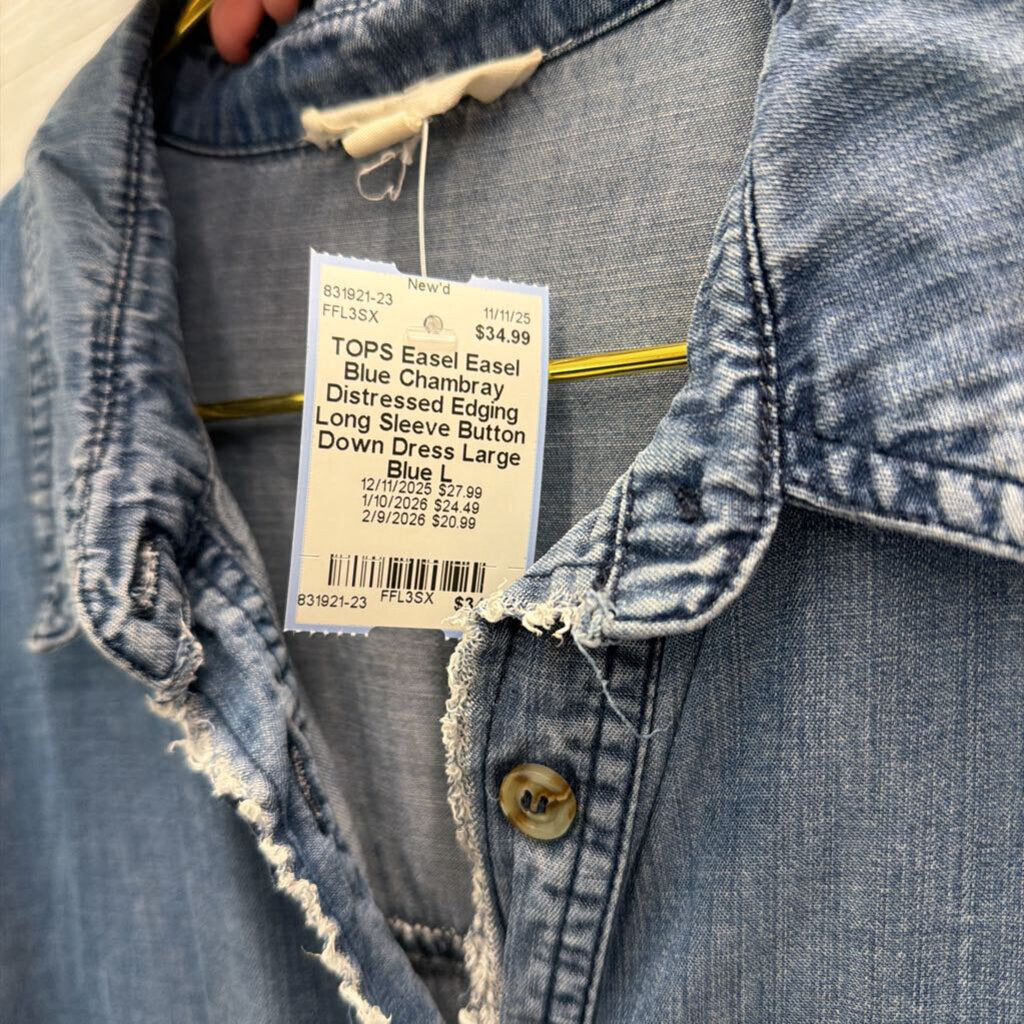 New'd
831921-23 11/11/25
FFL3SX $34.99
TOPS Easel Easel
Blue Chambray
Distressed Edging
Long Sleeve Button
Down Dress Large
Blue L
12/11/2025 $27.99
1/10/2026 $24.49
2/9/2026 $20.99
831921-23 FFL3SX